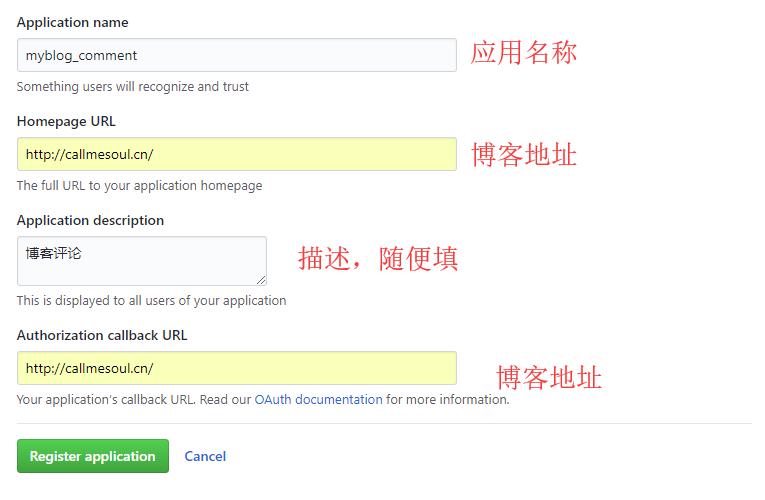 Application name
myblog_comment 应用名称
Something users will recognize and trust
Homepage URL
http://callmesoul.cn/ 博客地址
The full URL to your application homepage
Application description
博客评论
描述，随便填
This is displayed to all users of your application
Authorization callback URL
http://callmesoul.cn/ 博客地址
Your application's callback URL. Read our OAuth documentation for more information.
Register application Cancel